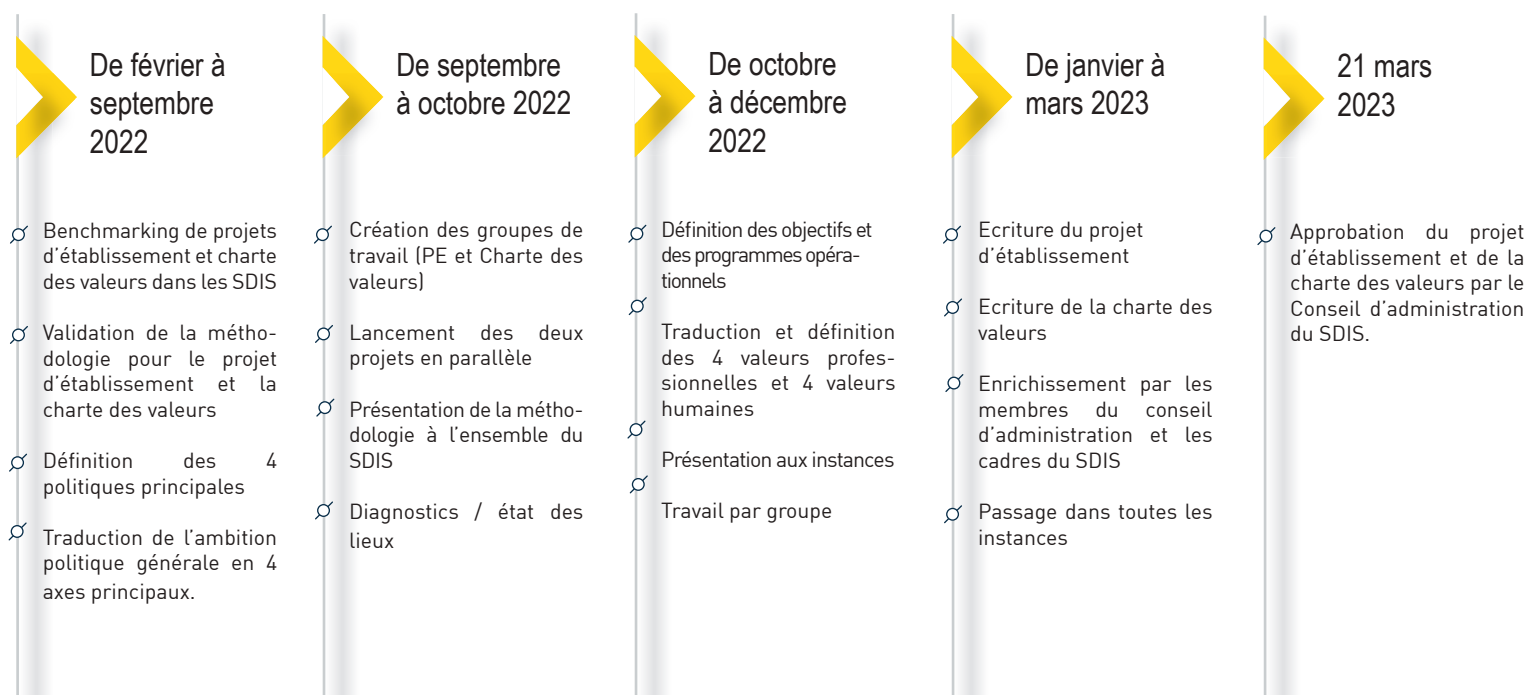 De février à
septembre
2022
Benchmarking de projets
d'établissement et charte
des valeurs dans les SDIS
Validation de la métho-
dologie pour le projet
d'établissement et la
charte des valeurs
Définition des 4
politiques principales
Traduction de l'ambition
politique générale en 4
axes principaux.
De septembre
à octobre 2022
Création des groupes de
travail (PE et Charte des
valeurs)
Lancement des deux
projets en parallèle
Présentation de la métho-
dologie à l'ensemble du
SDIS
Diagnostics / état des
lieux
De octobre
à décembre
2022
Définition des objectifs et
des programmes opéra-
tionnels
Traduction et définition
des 4 valeurs profes-
sionnelles et 4 valeurs
humaines
Présentation aux instances
Travail par groupe
De janvier à
mars 2023
Ecriture du projet
d'établissement
Ecriture de la charte des
valeurs
Enrichissement par les
membres du conseil
d'administration et les
cadres du SDIS
Passage dans toutes les
instances
21 mars
2023
Approbation du projet
d'établissement et de la
charte des valeurs par le
Conseil d'administration
du SDIS.